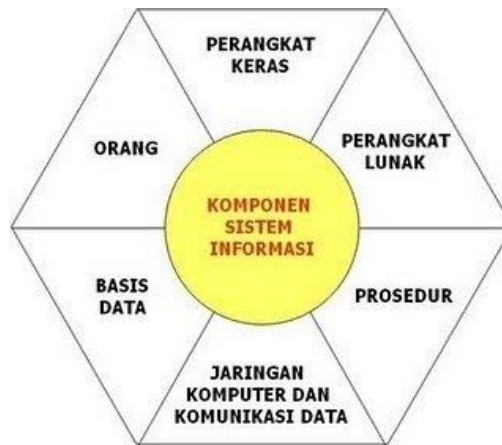 PERANGKAT
KERAS
ORANG
PERANGKAT
LUNAK
KOMPONEN
SISTEM
INFORMASI
BASIS
DATA
PROSEDUR
JARINGAN
KOMPUTER DAN
KOMUNIKASI DATA